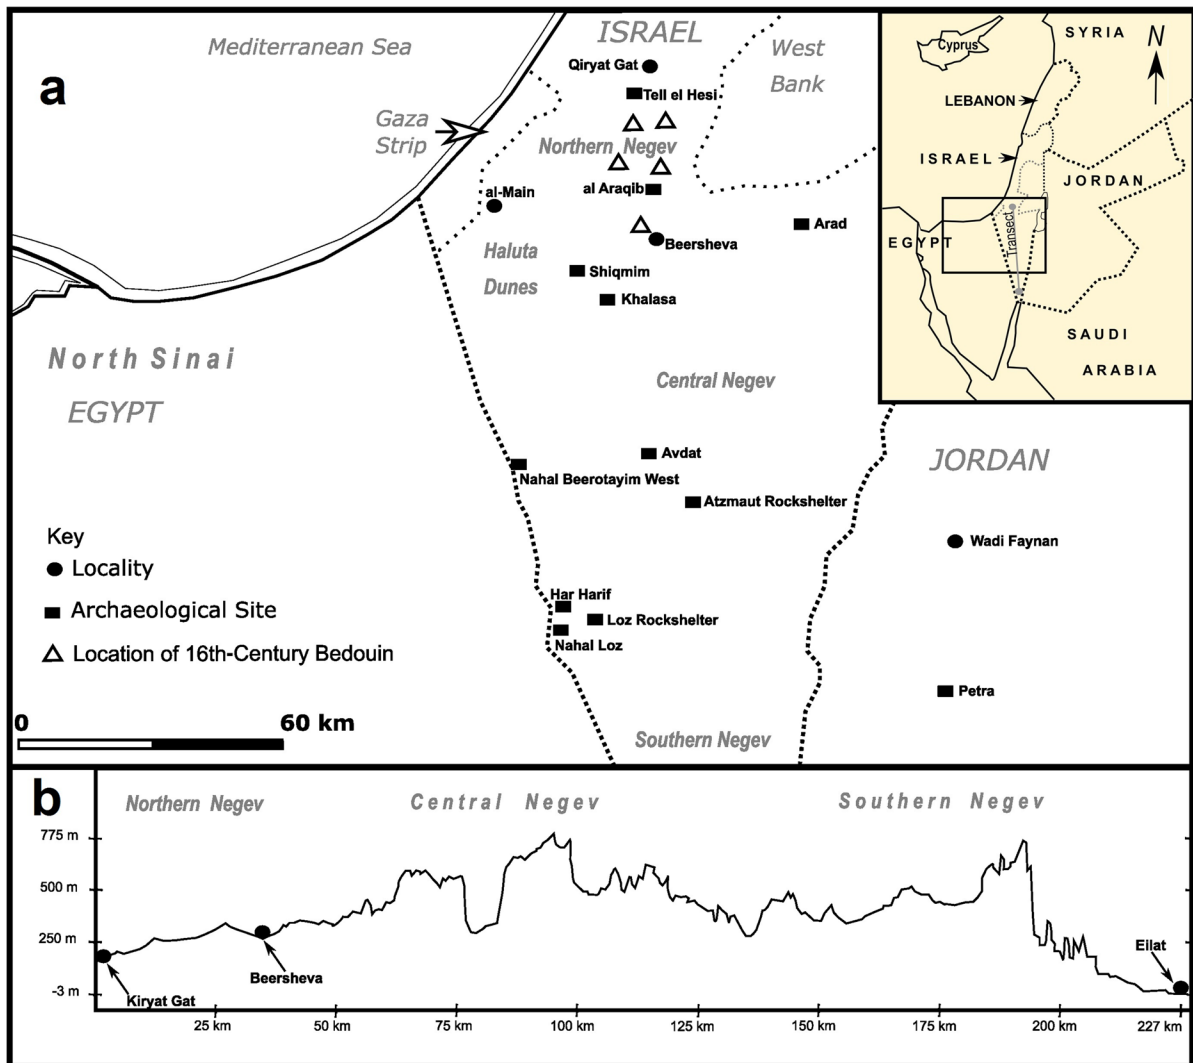 a
Mediterranean Sea
ISRAEL
West
Bank
Qiryat Gat
Tell el Hesi
Gaza
Strip
Northern Negev
al-Main
al Araqib
Arad
Beersheva
Haluta
Dunes
Shiqmim
Khalasa
North Sinai
EGYPT
Central Negev
Avdat
Nahal Beerotayim West
Atzmaut Rockshelter
JORDAN
Wadi Faynan
Har Harif
Loz Rockshelter
Nahal Loz
Petra
Southern Negev
Key
Locality
Archaeological Site
Location of 16th-Century Bedouin
0 60 km
Cyprus
SYRIA
N
LEBANON
ISRAEL
JORDAN
EGYPT
Transect
SAUDI
ARABIA
b
Northern Negev
Central Negev
Southern Negev
775 m
500 m
250 m
-3 m
Kiryat Gat
Beersheva
Eilat
25 km
50 km
75 km
100 km
125 km
150 km
175 km
200 km
227 km